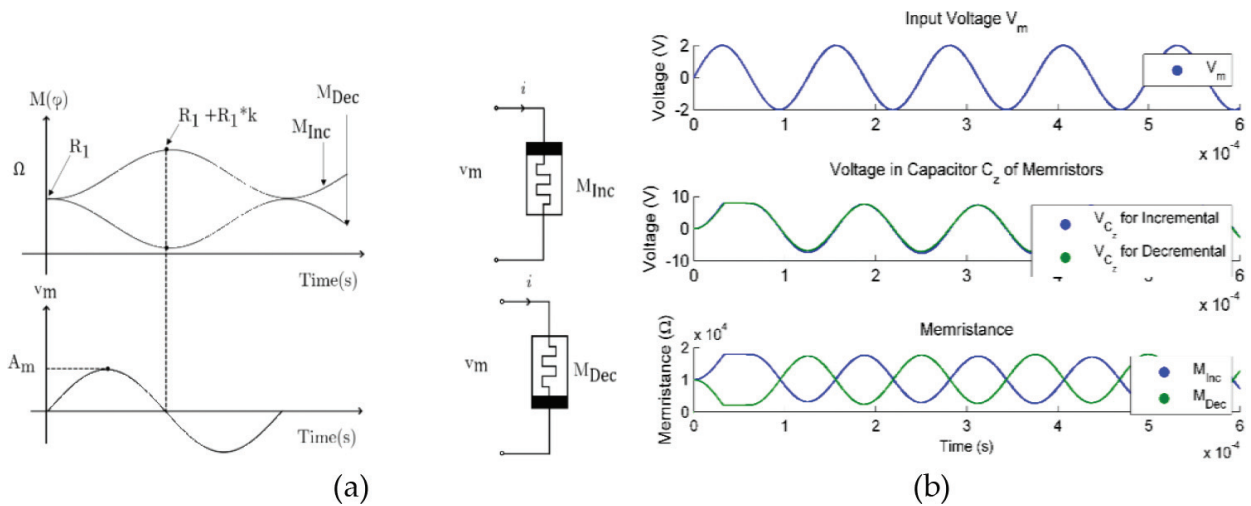 M(φ)
Ω
R1
R1 +R1*k
MInc
MDec
Time(s)
vm
Am
Time(s)
i
vm
MInc
i
vm
MDec
(a)
Input Voltage Vm
Voltage (V)
2
0
-2
0 1 2 3 4 5 6
x 10-4
Vm
Voltage in Capacitor Cz of Memristors
Voltage (V)
10
0
-10
0 1 2 3 4 5 6
x 10-4
VCz for Incremental
VCz for Decremental
Memristance
x 104
Memristance (Ω)
2
1
0
0 1 2 3 4 5 6
Time (s)
x 10-4
MInc
MDec
(b)